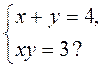 x + y = 4,
xy = 3?